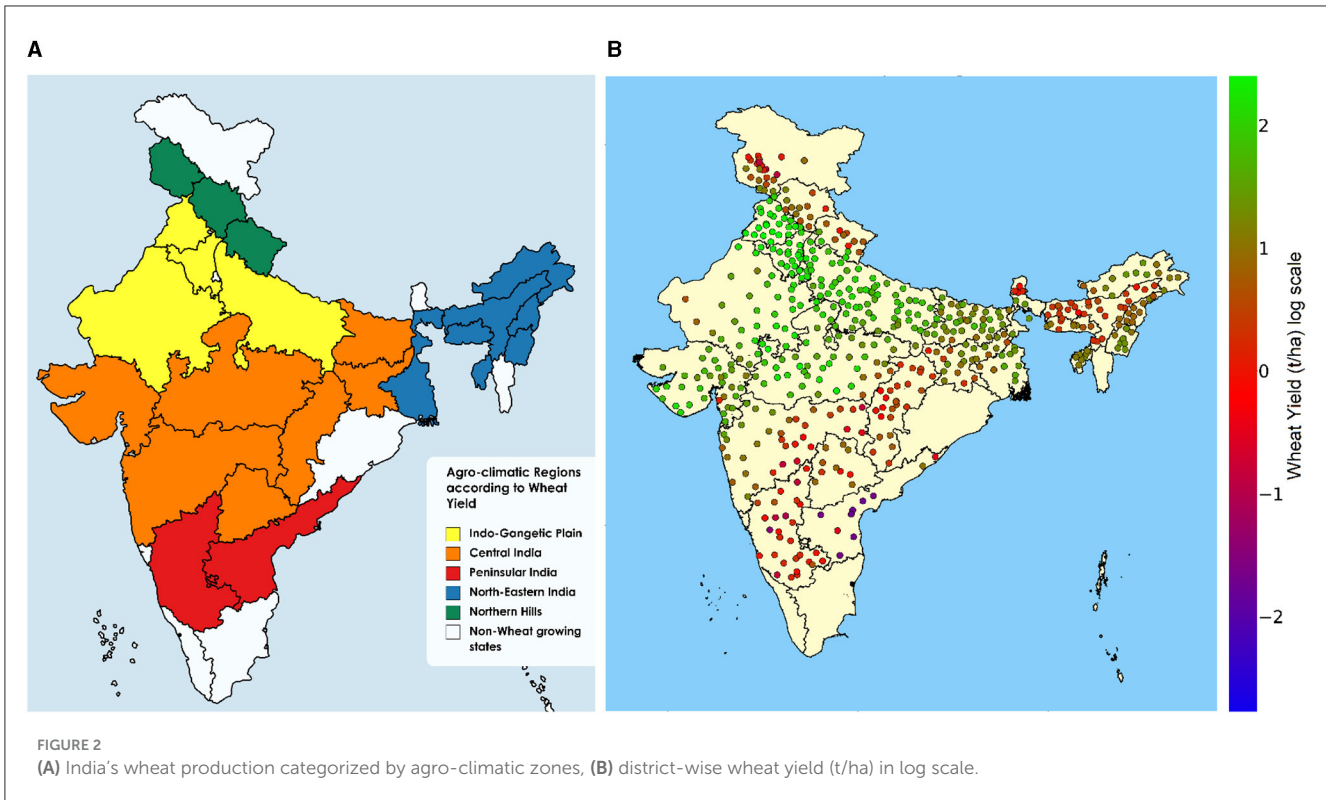 A
B
Agro-climatic Regions
according to Wheat
Yield
Indo-Gangetic Plain
Central India
Peninsular India
North-Eastern India
Northern Hills
Non-Wheat growing
states
2
1
0
−1
−2
Wheat Yield (t/ha) log scale
FIGURE 2
(A) India's wheat production categorized by agro-climatic zones, (B) district-wise wheat yield (t/ha) in log scale.